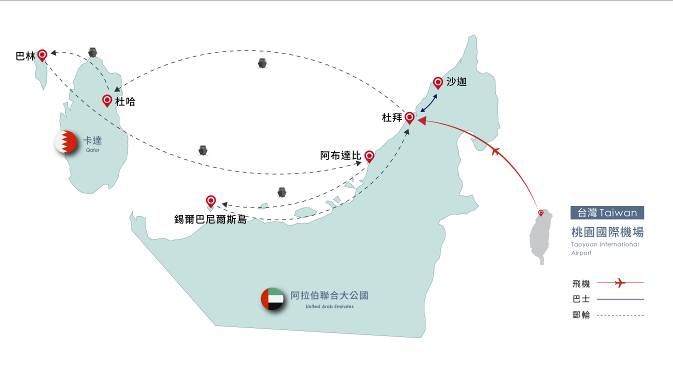 巴林
杜哈
卡達
Qatar
沙迦
杜拜
阿布達比
錫爾巴尼爾斯島
阿拉伯聯合大公國
United Arab Emirates
台灣 Taiwan
桃園國際機場
Taoyuan International
Airport
飛機
巴士
郵輪